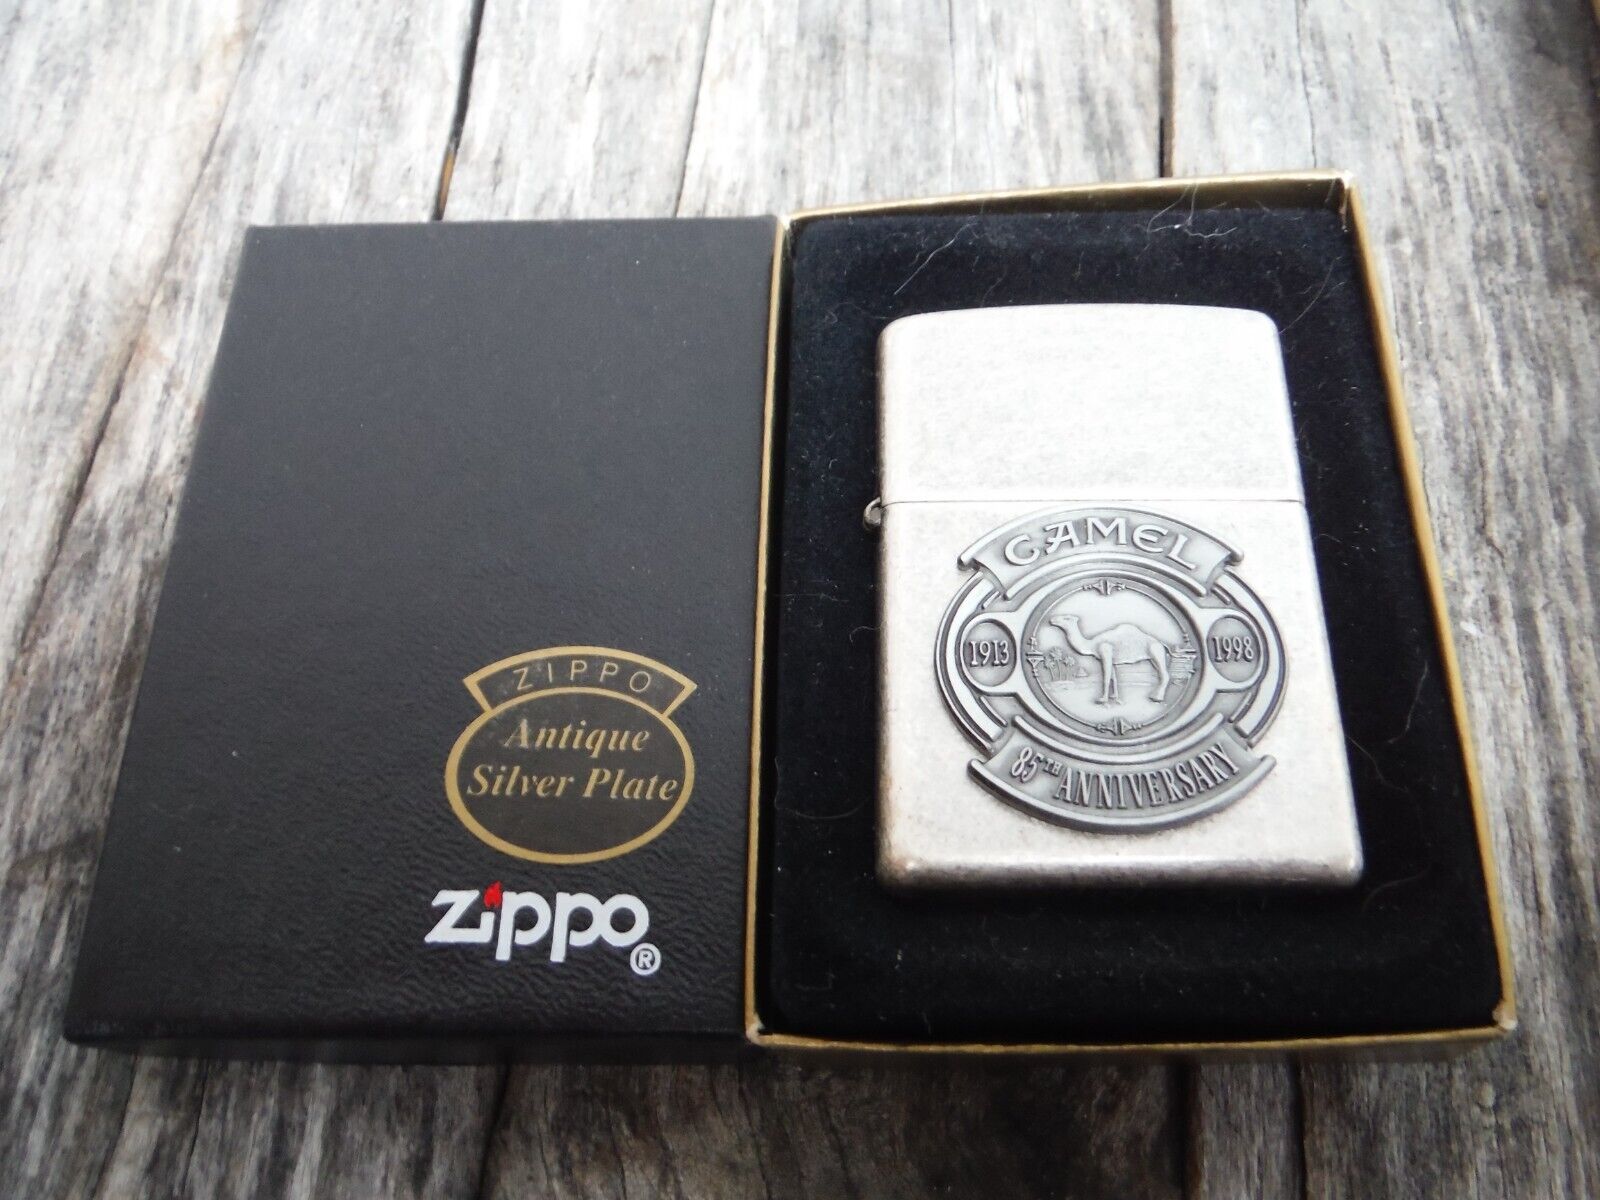 ZIPPO
Antique
Silver Plate
zippo®
CAMEL
1913
1998
85TH ANNIVERSARY